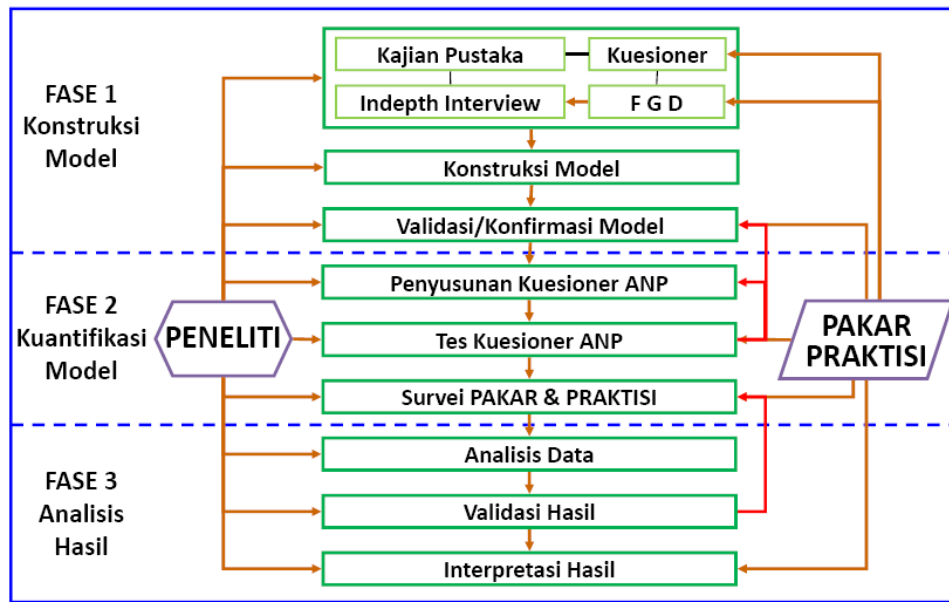 FASE 1
Konstruksi
Model
Kajian Pustaka
Kuesioner
Indepth Interview
F G D
Konstruksi Model
Validasi/Konfirmasi Model
FASE 2
Kuantifikasi
Model
PENELITI
Penyusunan Kuesioner ANP
Tes Kuesioner ANP
Survei PAKAR & PRAKTISI
PAKAR
PRAKTISI
FASE 3
Analisis
Hasil
Analisis Data
Validasi Hasil
Interpretasi Hasil